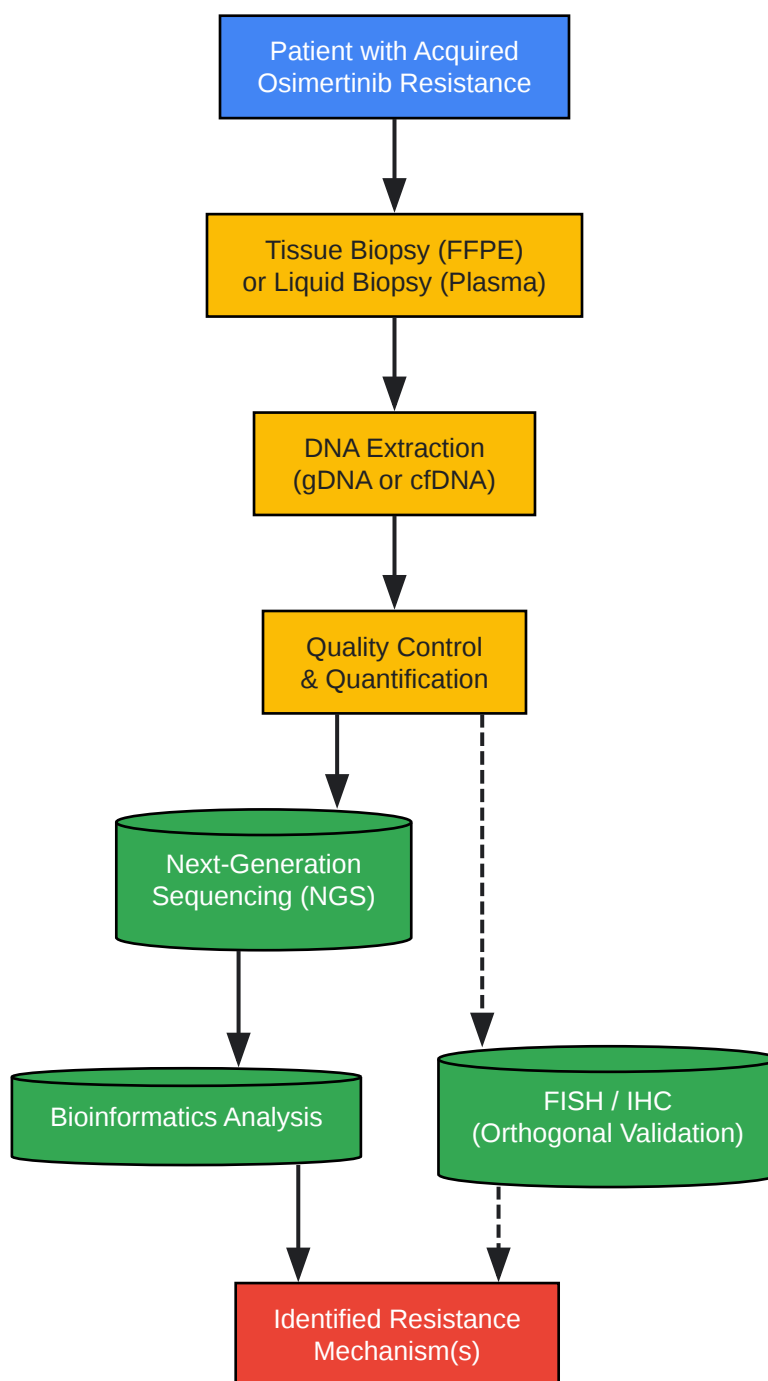 Patient with Acquired
Osimertinib Resistance
Tissue Biopsy (FFPE)
or Liquid Biopsy (Plasma)
DNA Extraction
(gDNA or cfDNA)
Quality Control
& Quantification
Next-Generation
Sequencing (NGS)
Bioinformatics Analysis
FISH / IHC
(Orthogonal Validation)
Identified Resistance
Mechanism(s)